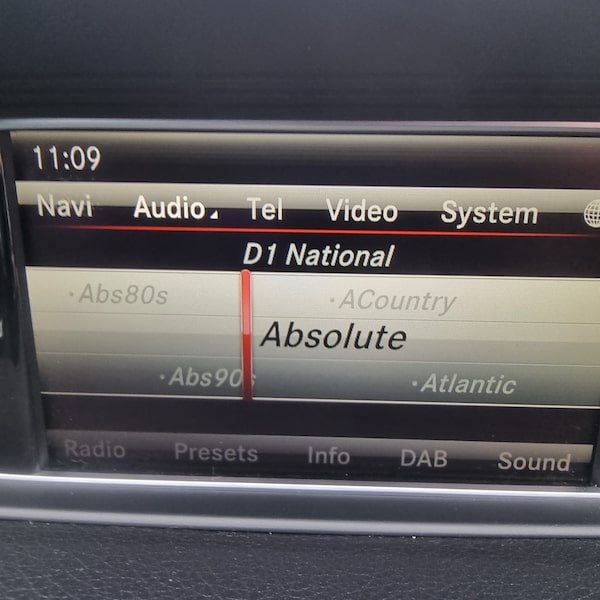 11:09
Navi Audio Tel Video System
D1 National
·Abs80s ·ACountry
Absolute
·Abs90s ·Atlantic
Radio Presets Info DAB Sound